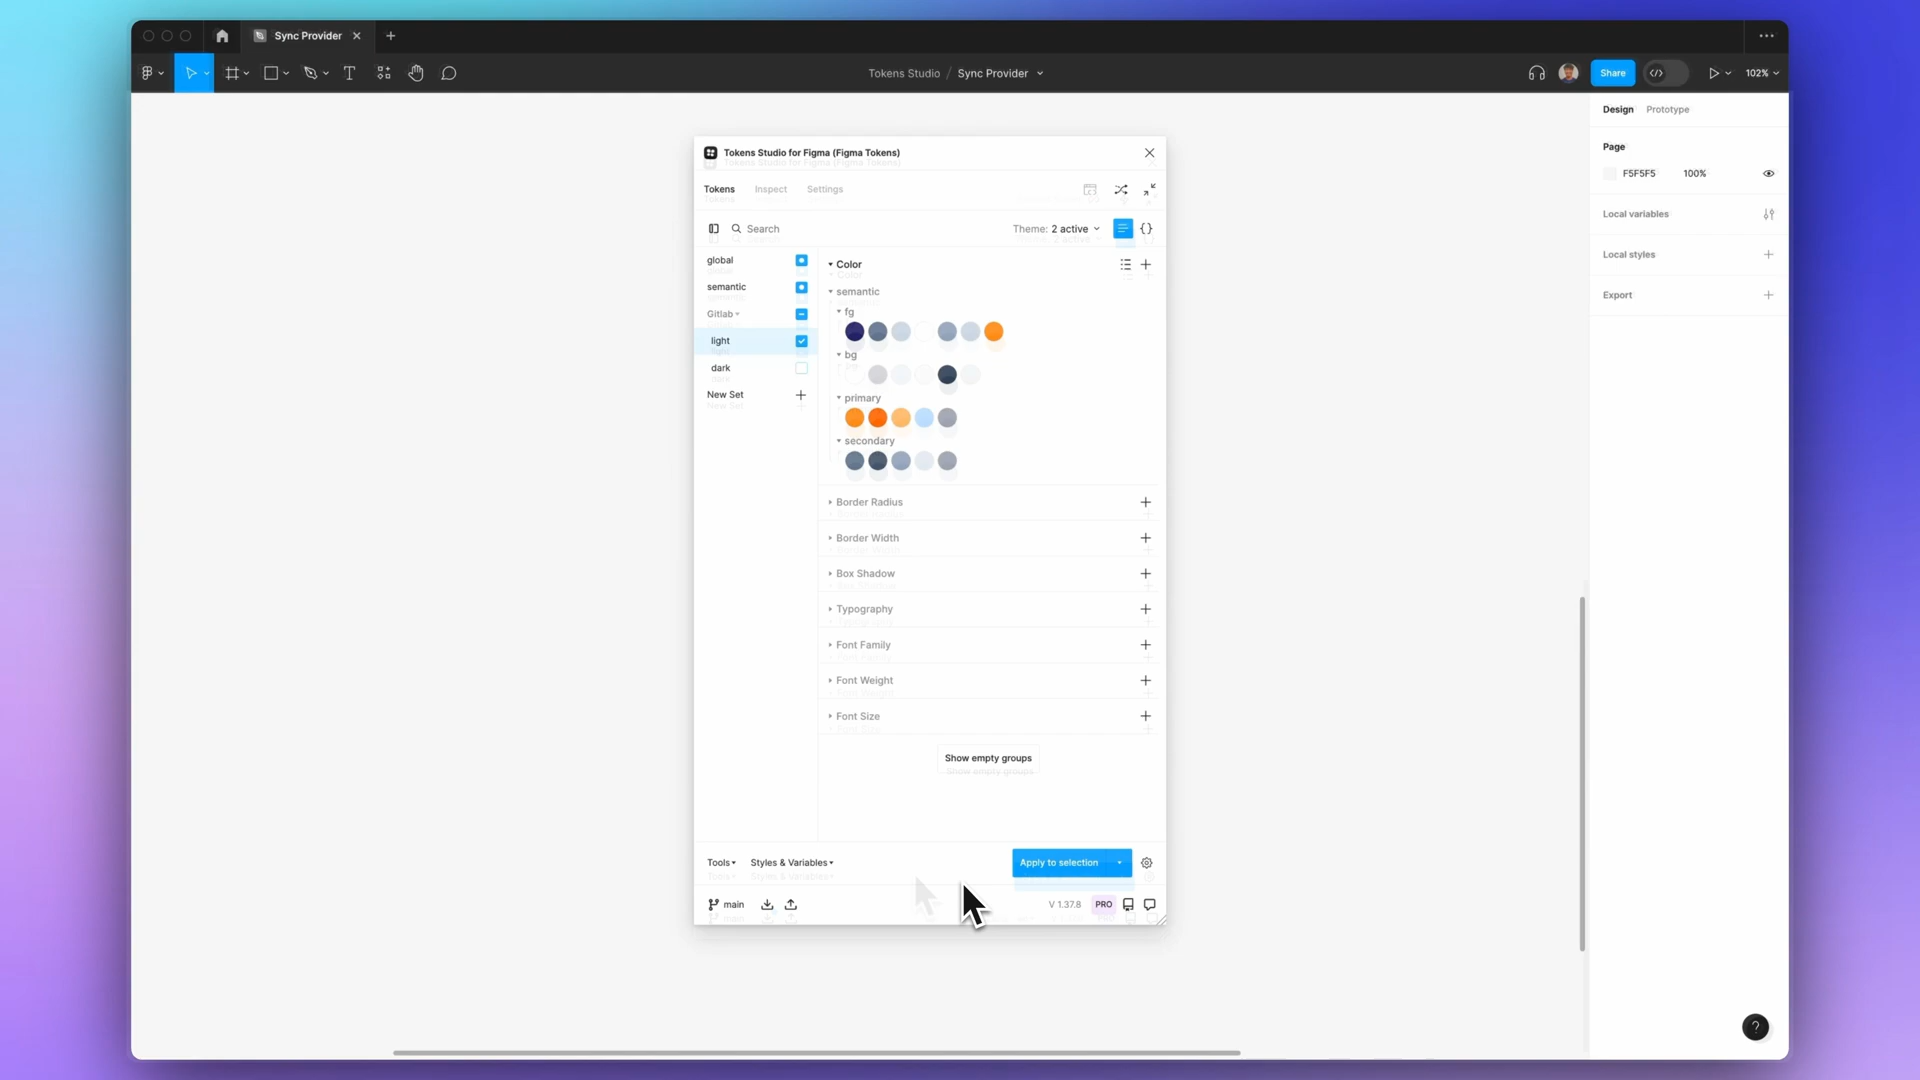 Sync Provider
Tokens Studio / Sync Provider
Share
102%
Design Prototype
Page
F5F5F5 100%
Local variables
Local styles
Export
Tokens Studio for Figma (Figma Tokens)
Tokens Inspect Settings
Search
Theme: 2 active
global
semantic
Gitlab
light
dark
New Set
Color
semantic
fg
bg
primary
secondary
Border Radius
Border Width
Box Shadow
Typography
Font Family
Font Weight
Font Size
Show empty groups
Tools Styles & Variables
Apply to selection
main
V 1.37.8 PRO
?